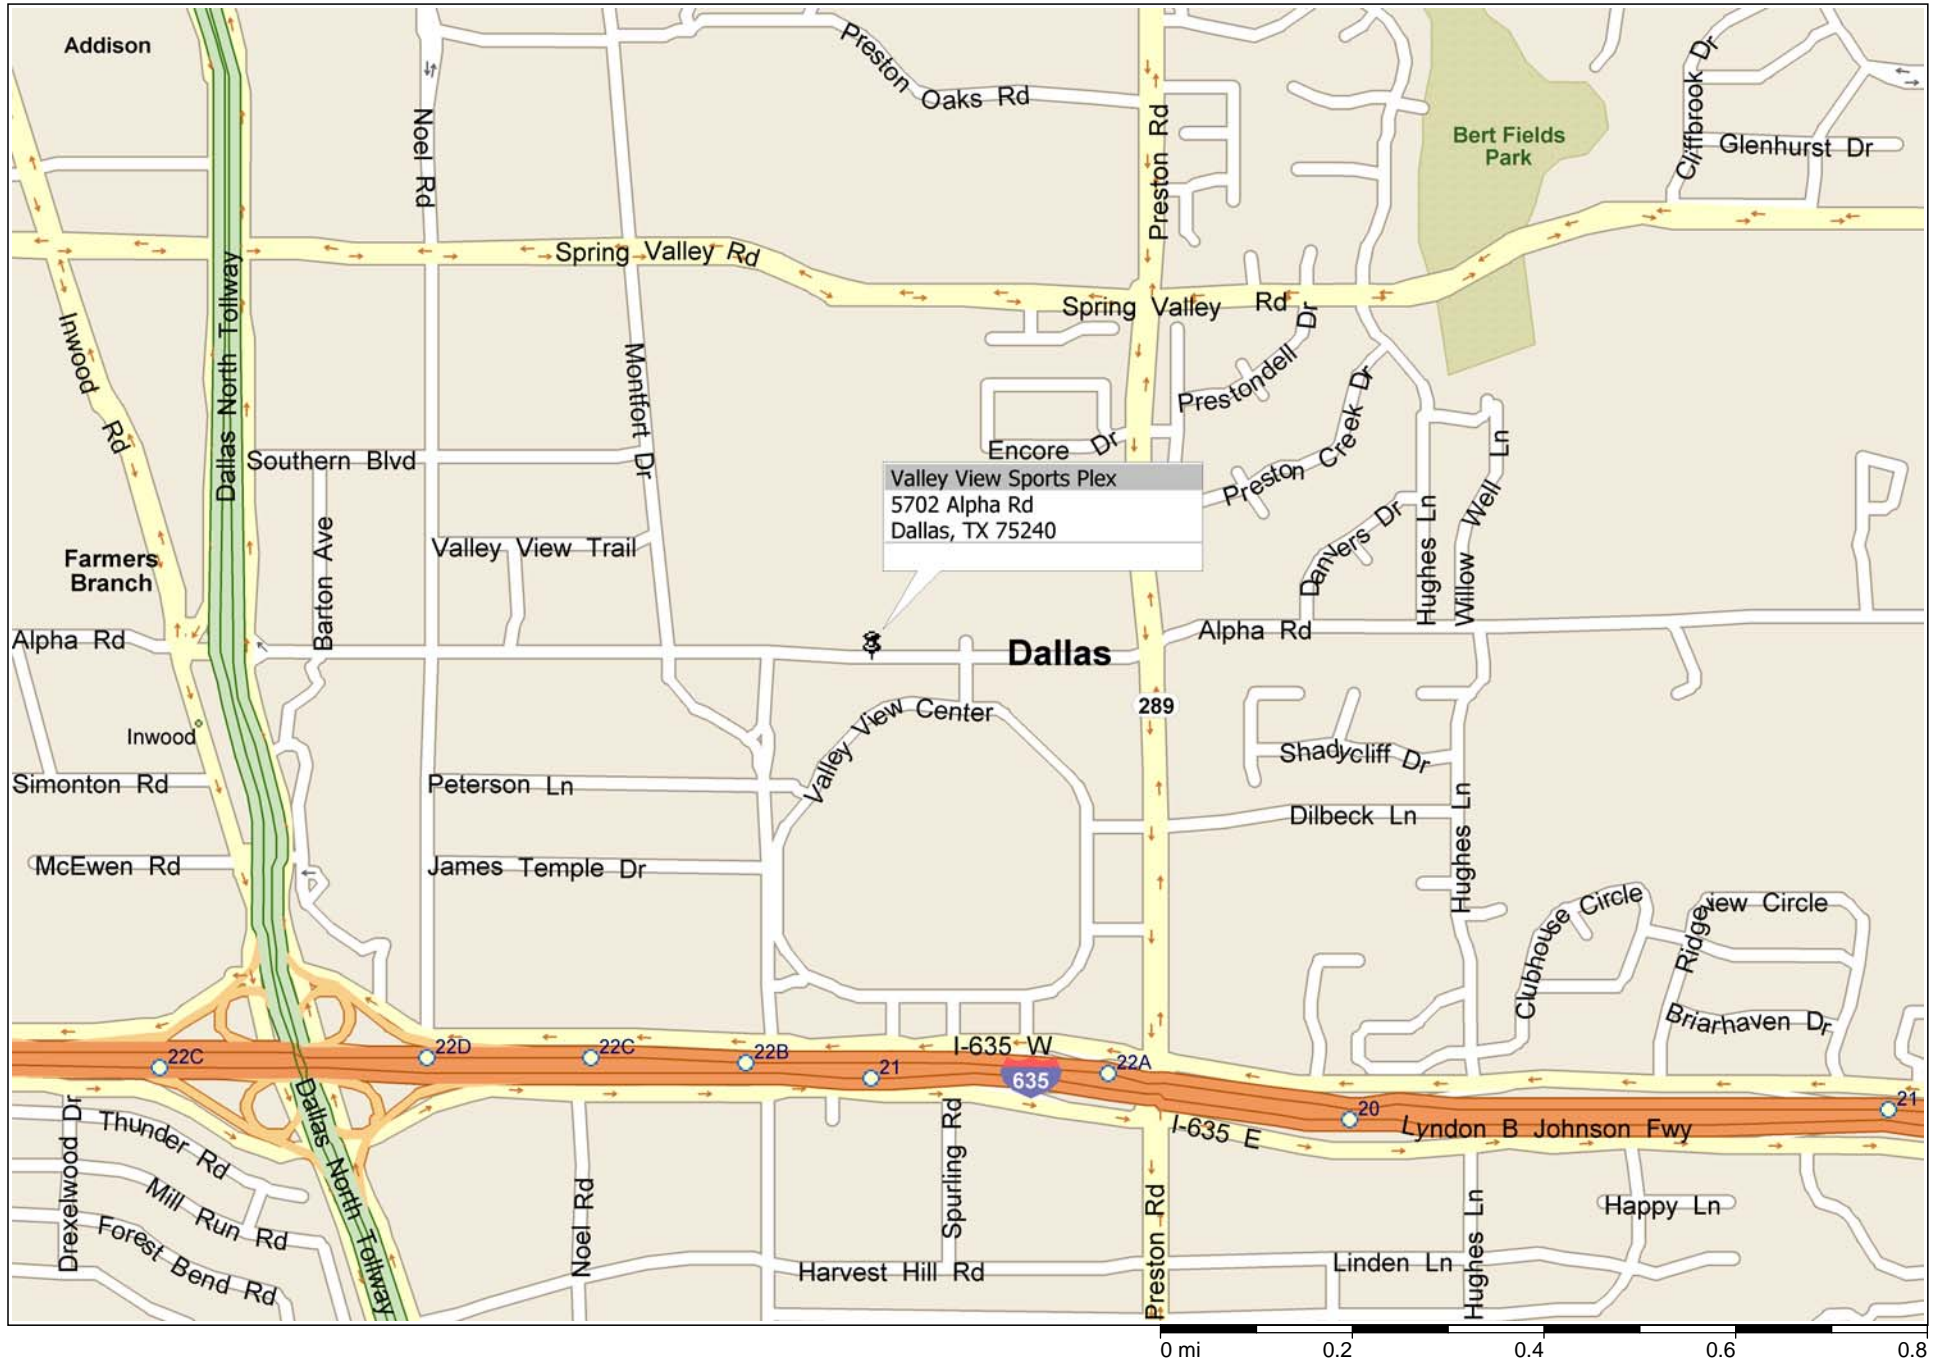 Addison
Preston Oaks Rd
Noel Rd
Preston Rd
Bert Fields
Park
Cliffbrook Dr
Glenhurst Dr
Spring Valley Rd
Dallas North Tollway
Inwood Rd
Spring Valley Rd
Prestondell Dr
Montfort Dr
Preston Creek Dr
Southern Blvd
Encore Dr
Valley View Sports Plex
5702 Alpha Rd
Dallas, TX 75240
Danvers Dr
Hughes Ln
Willow Well Ln
Barton Ave
Valley View Trail
Farmers
Branch
Alpha Rd
Dallas
Alpha Rd
289
Inwood
Valley View Center
Shadycliff Dr
Simonton Rd
Peterson Ln
Dilbeck Ln
Hughes Ln
McEwen Rd
James Temple Dr
Clubhouse Circle
Ridgeview Circle
Briarhaven Dr
22C
22D
22C
22B
21
I-635 W
635
22A
20
21
I-635 E
Lyndon B Johnson Fwy
Drexelwood Dr
Thunder Rd
Dallas North Tollway
Mill Run Rd
Forest Bend Rd
Noel Rd
Spurling Rd
Harvest Hill Rd
Preston Rd
Happy Ln
Linden Ln
Hughes Ln
0 mi 0.2 0.4 0.6 0.8